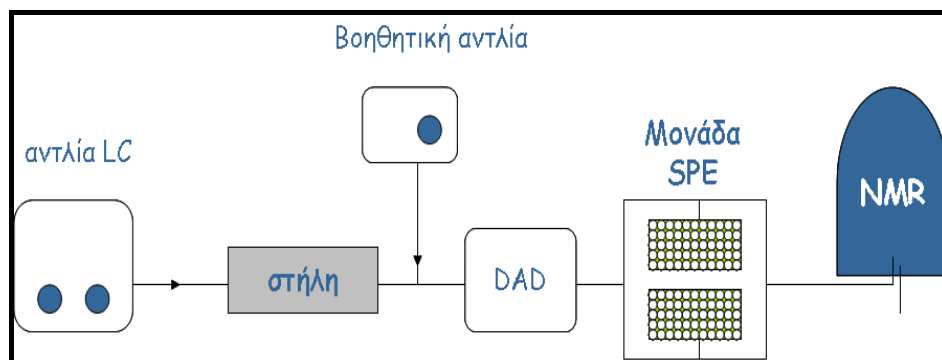 Βοηθητική αντλία
αντλία LC
Μονάδα
SPE
NMR
στήλη
DAD